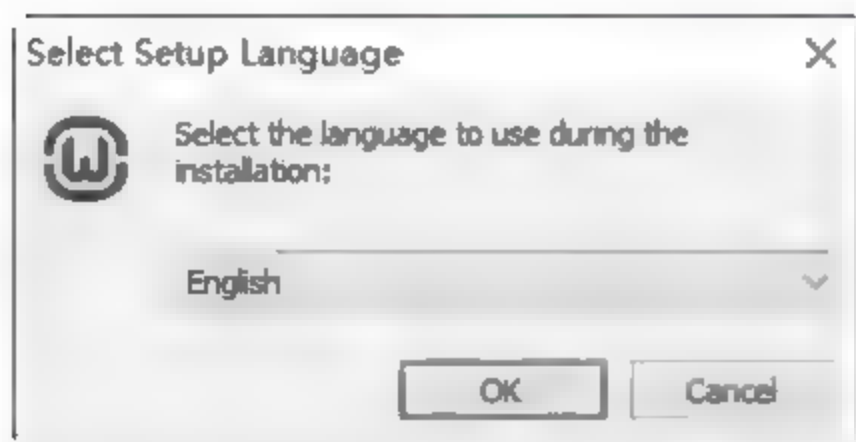 Select Setup Language
W
Select the language to use during the
installation:
English
OK
Cancel